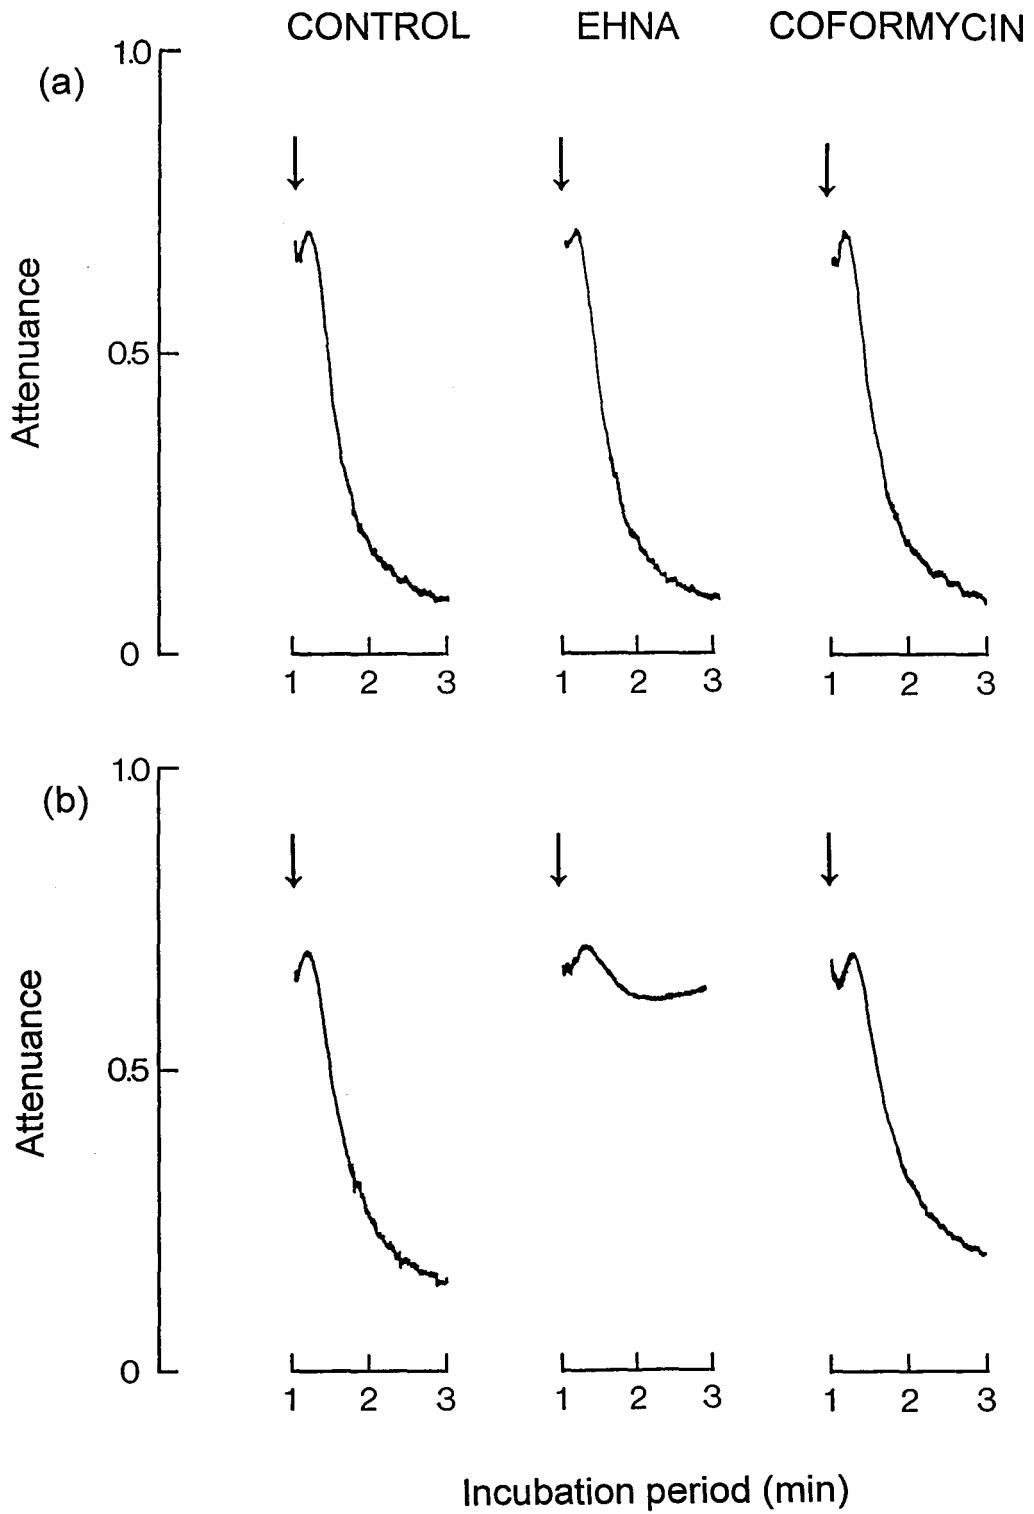 CONTROL EHNA COFORMYCIN
(a)
1.0
0.5
0
Attenuance
1 2 3 1 2 3 1 2 3
(b)
1.0
0.5
0
Attenuance
1 2 3 1 2 3 1 2 3
Incubation period (min)